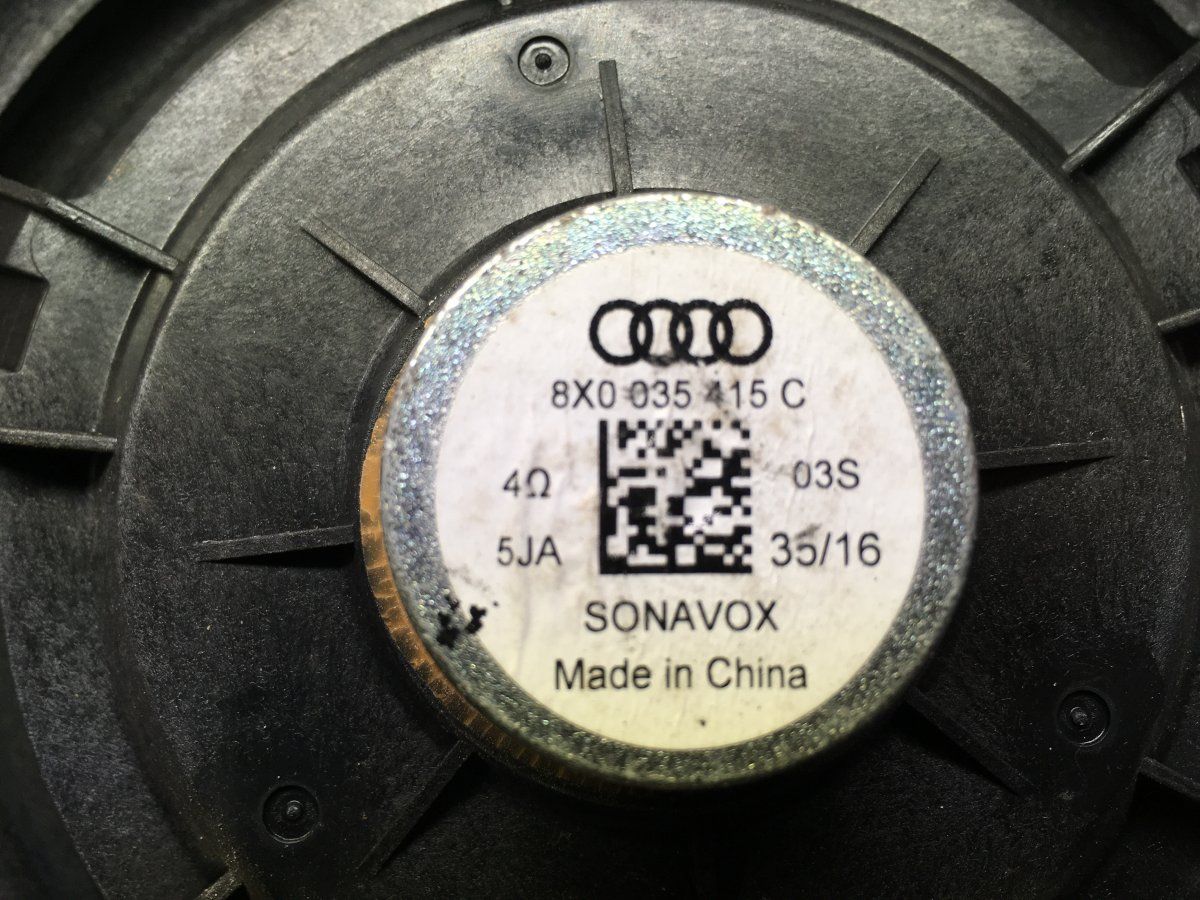 8X0 035 415 C
4Ω 03S
5JA 35/16
SONAVOX
Made in China